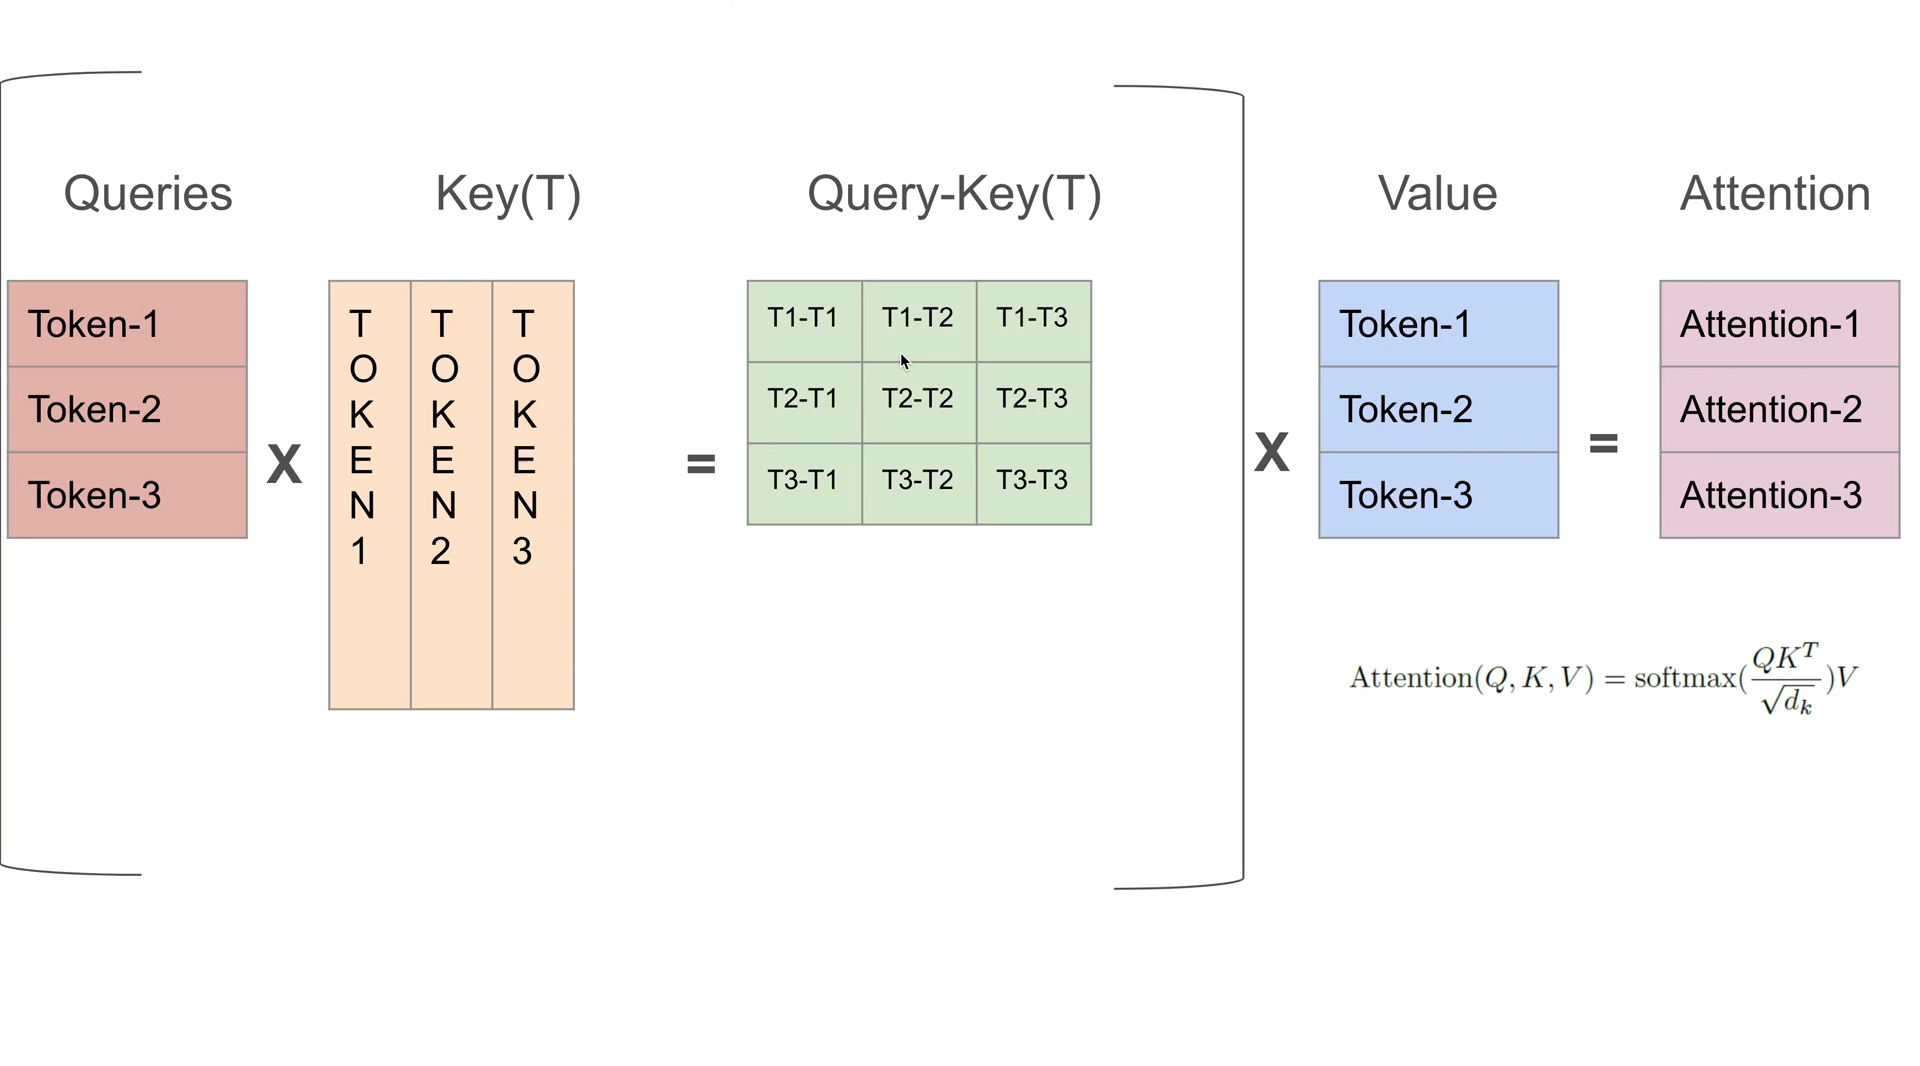 Queries
Key(T)
Query-Key(T)
Value
Attention
Token-1
Token-2
Token-3
X
T
O
K
E
N
1
T
O
K
E
N
2
T
O
K
E
N
3
=
T1-T1 T1-T2 T1-T3
T2-T1 T2-T2 T2-T3
T3-T1 T3-T2 T3-T3
X
Token-1
Token-2
Token-3
=
Attention-1
Attention-2
Attention-3
Attention(Q, K, V) = softmax(\frac{QK^T}{\sqrt{d_k}})V